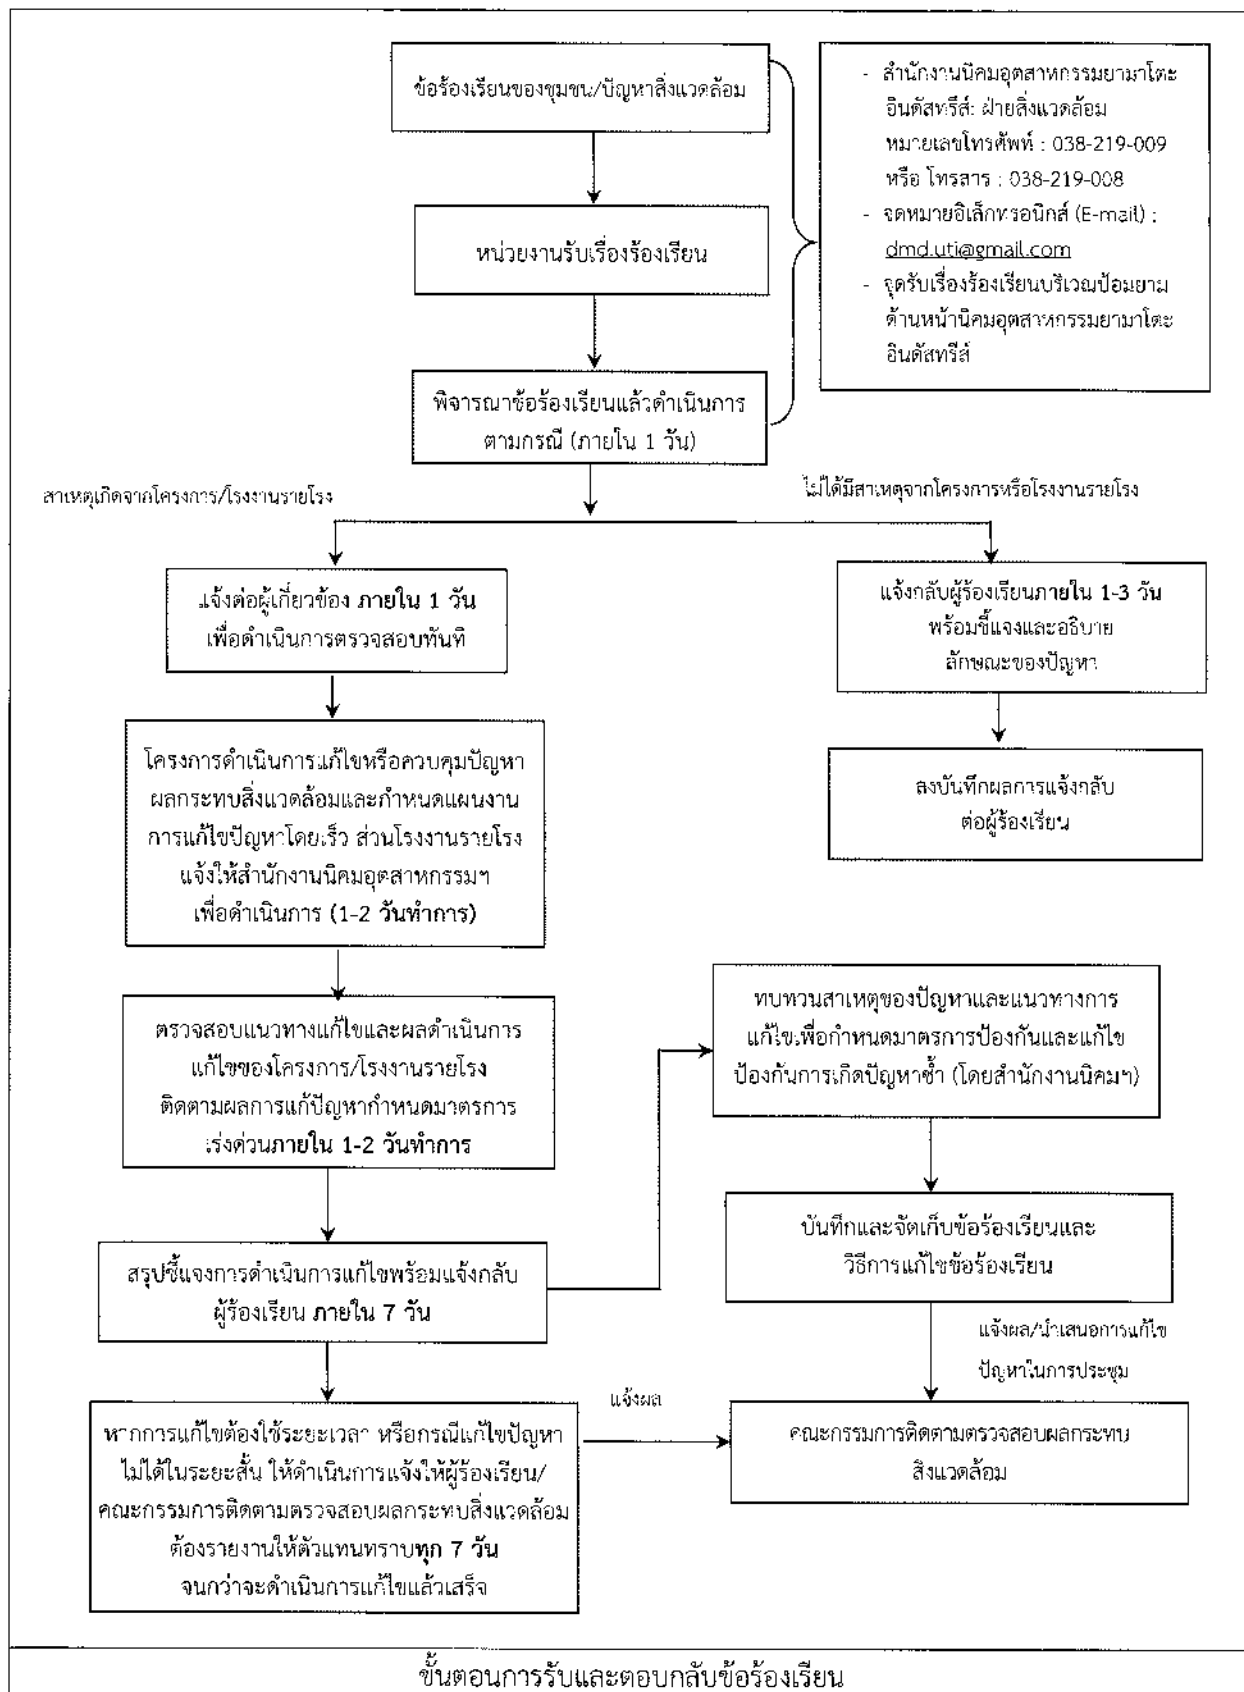 ข้อร้องเรียนของชุมชน/ปัญหาสิ่งแวดล้อม
- สำนักงานนิคมอุตสาหกรรมยามาโตะ
อินดัสทรีส์: ฝ่ายสิ่งแวดล้อม
หมายเลขโทรศัพท์ : 038-219-009
หรือ โทรสาร : 038-219-008
- จดหมายอิเล็กทรอนิกส์ (E-mail) :
dmd.uti@gmail.com
- จุดรับเรื่องร้องเรียนบริเวณป้อมยาม
ด้านหน้านิคมอุตสาหกรรมยามาโตะ
อินดัสทรีส์
หน่วยงานรับเรื่องร้องเรียน
พิจารณาข้อร้องเรียนแล้วดำเนินการ
ตามกรณี (ภายใน 1 วัน)
สาเหตุเกิดจากโครงการ/โรงงานรายโรง
ไม่ได้มีสาเหตุจากโครงการหรือโรงงานรายโรง
แจ้งต่อผู้เกี่ยวข้อง ภายใน 1 วัน
เพื่อดำเนินการตรวจสอบทันที
แจ้งกลับผู้ร้องเรียนภายใน 1-3 วัน
พร้อมชี้แจงและอธิบาย
ลักษณะของปัญหา
โครงการดำเนินการแก้ไขหรือควบคุมปัญหา
ผลกระทบสิ่งแวดล้อมและกำหนดแผนงาน
การแก้ไขปัญหาโดยเร็ว ส่วนโรงงานรายโรง
แจ้งให้สำนักงานนิคมอุตสาหกรรมฯ
เพื่อดำเนินการ (1-2 วันทำการ)
ลงบันทึกผลการแจ้งกลับ
ต่อผู้ร้องเรียน
ตรวจสอบแนวทางแก้ไขและผลดำเนินการ
แก้ไขของโครงการ/โรงงานรายโรง
ติดตามผลการแก้ปัญหากำหนดมาตรการ
เร่งด่วนภายใน 1-2 วันทำการ
ทบทวนสาเหตุของปัญหาและแนวทางการ
แก้ไขเพื่อกำหนดมาตรการป้องกันและแก้ไข
ป้องกันการเกิดปัญหาซ้ำ (โดยสำนักงานนิคมฯ)
สรุปชี้แจงการดำเนินการแก้ไขพร้อมแจ้งกลับ
ผู้ร้องเรียน ภายใน 7 วัน
บันทึกและจัดเก็บข้อร้องเรียนและ
วิธีการแก้ไขข้อร้องเรียน
แจ้งผล/นำเสนอการแก้ไข
ปัญหาในการประชุม
แจ้งผล
หากการแก้ไขต้องใช้ระยะเวลา หรือกรณีแก้ไขปัญหา
ไม่ได้ในระยะสั้น ให้ดำเนินการแจ้งให้ผู้ร้องเรียน/
คณะกรรมการติดตามตรวจสอบผลกระทบสิ่งแวดล้อม
ต้องรายงานให้ตัวแทนทราบทุก 7 วัน
จนกว่าจะดำเนินการแก้ไขแล้วเสร็จ
คณะกรรมการติดตามตรวจสอบผลกระทบ
สิ่งแวดล้อม
ขั้นตอนการรับและตอบกลับข้อร้องเรียน